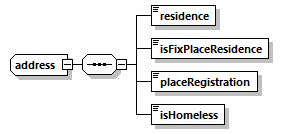 residence
isFixPlaceResidence
address
placeRegistration
isHomeless